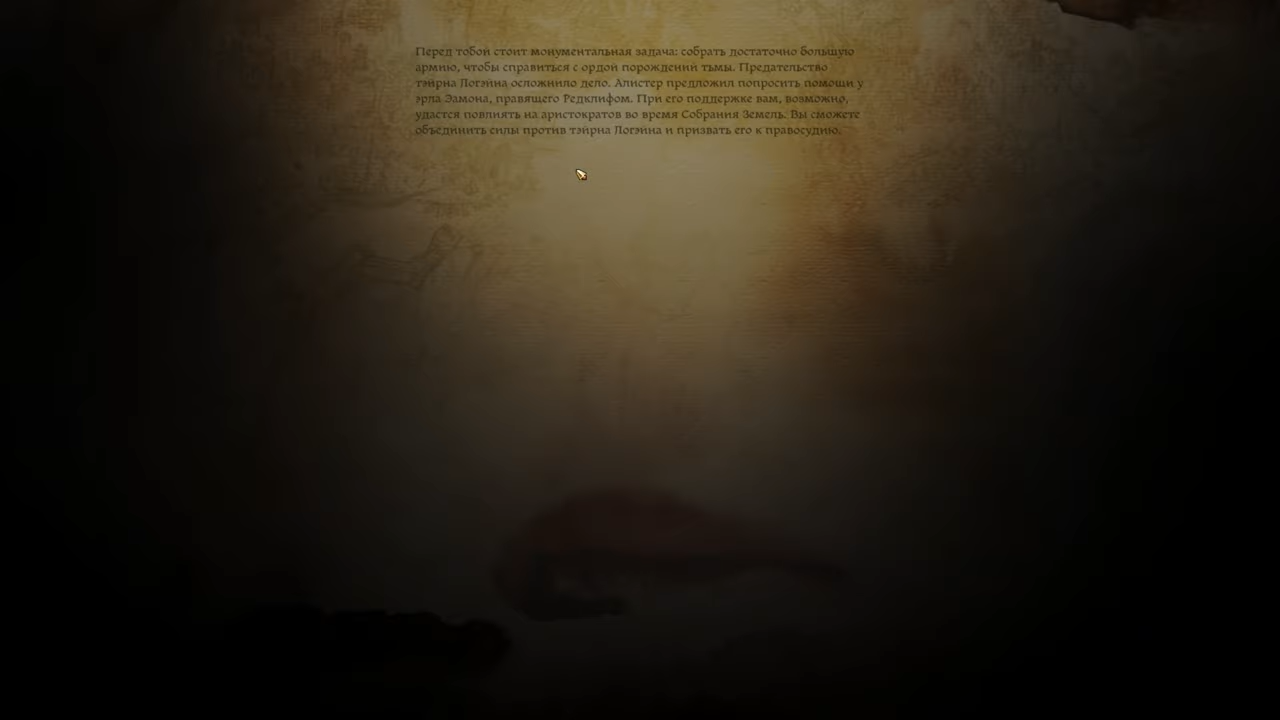 Перед тобой стоит монументальная задача: собрать достаточно большую
армию, чтобы справиться с ордой порождений тьмы. Предательство
тэйрна Логэйна осложнило дело. Алистер предложил попросить помощи у
эрла Эамона, правящего Редклифом. При его поддержке вам, возможно,
удастся повлиять на аристократов во время Собрания Земель. Вы сможете
объединить силы против тэйрна Логэйна и призвать его к правосудию.